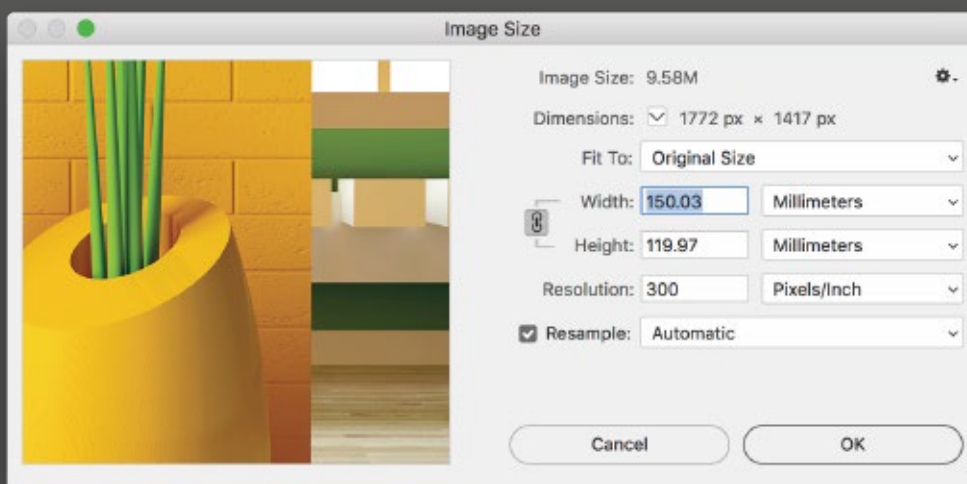 Image Size
Image Size: 9.58M
Dimensions: 1772 px × 1417 px
Fit To: Original Size
Width: 150.03 Millimeters
Height: 119.97 Millimeters
Resolution: 300 Pixels/Inch
Resample: Automatic
Cancel OK